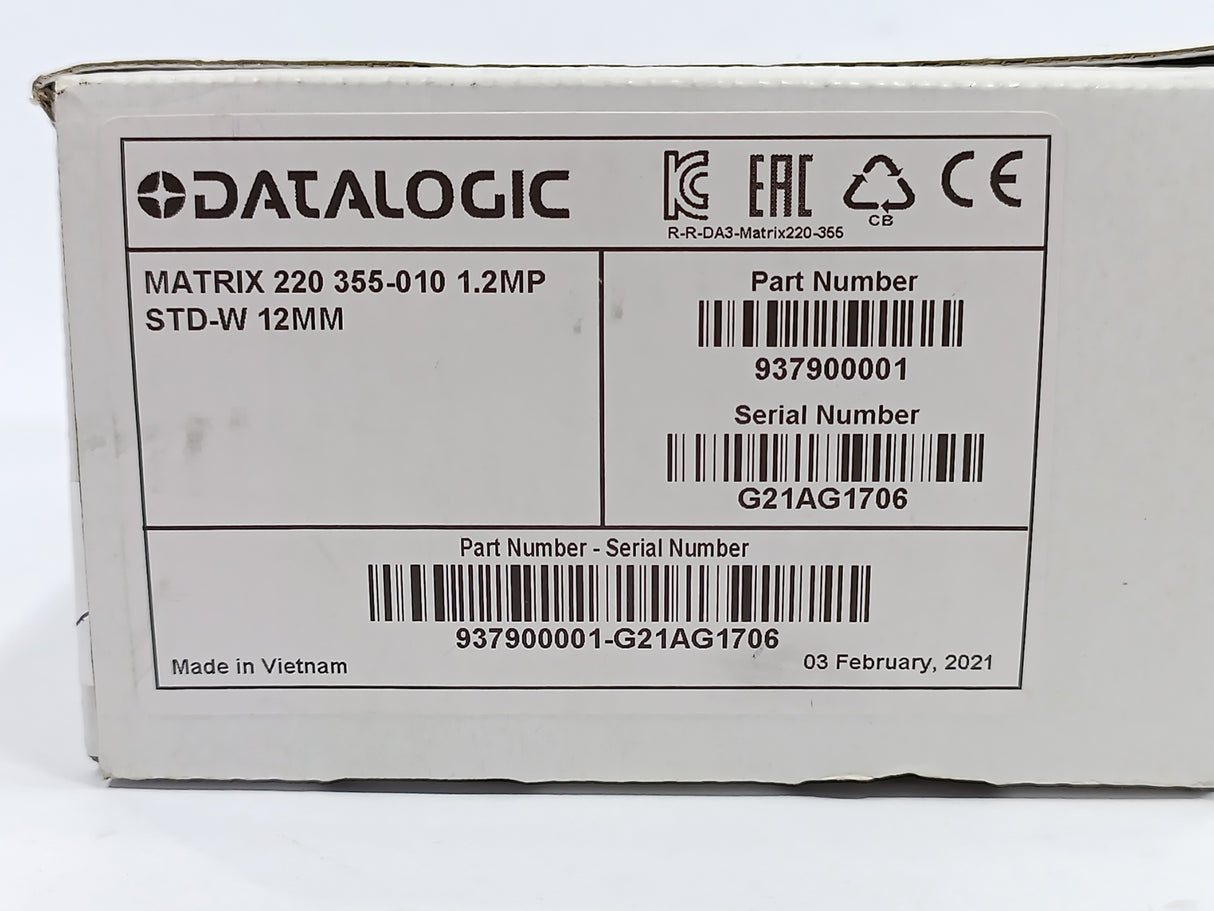 DATALOGIC
KC EAC CB CE
R-R-DA3-Matrix220-355
MATRIX 220 355-010 1.2MP
STD-W 12MM
Part Number
937900001
Serial Number
G21AG1706
Part Number - Serial Number
937900001-G21AG1706
Made in Vietnam
03 February, 2021